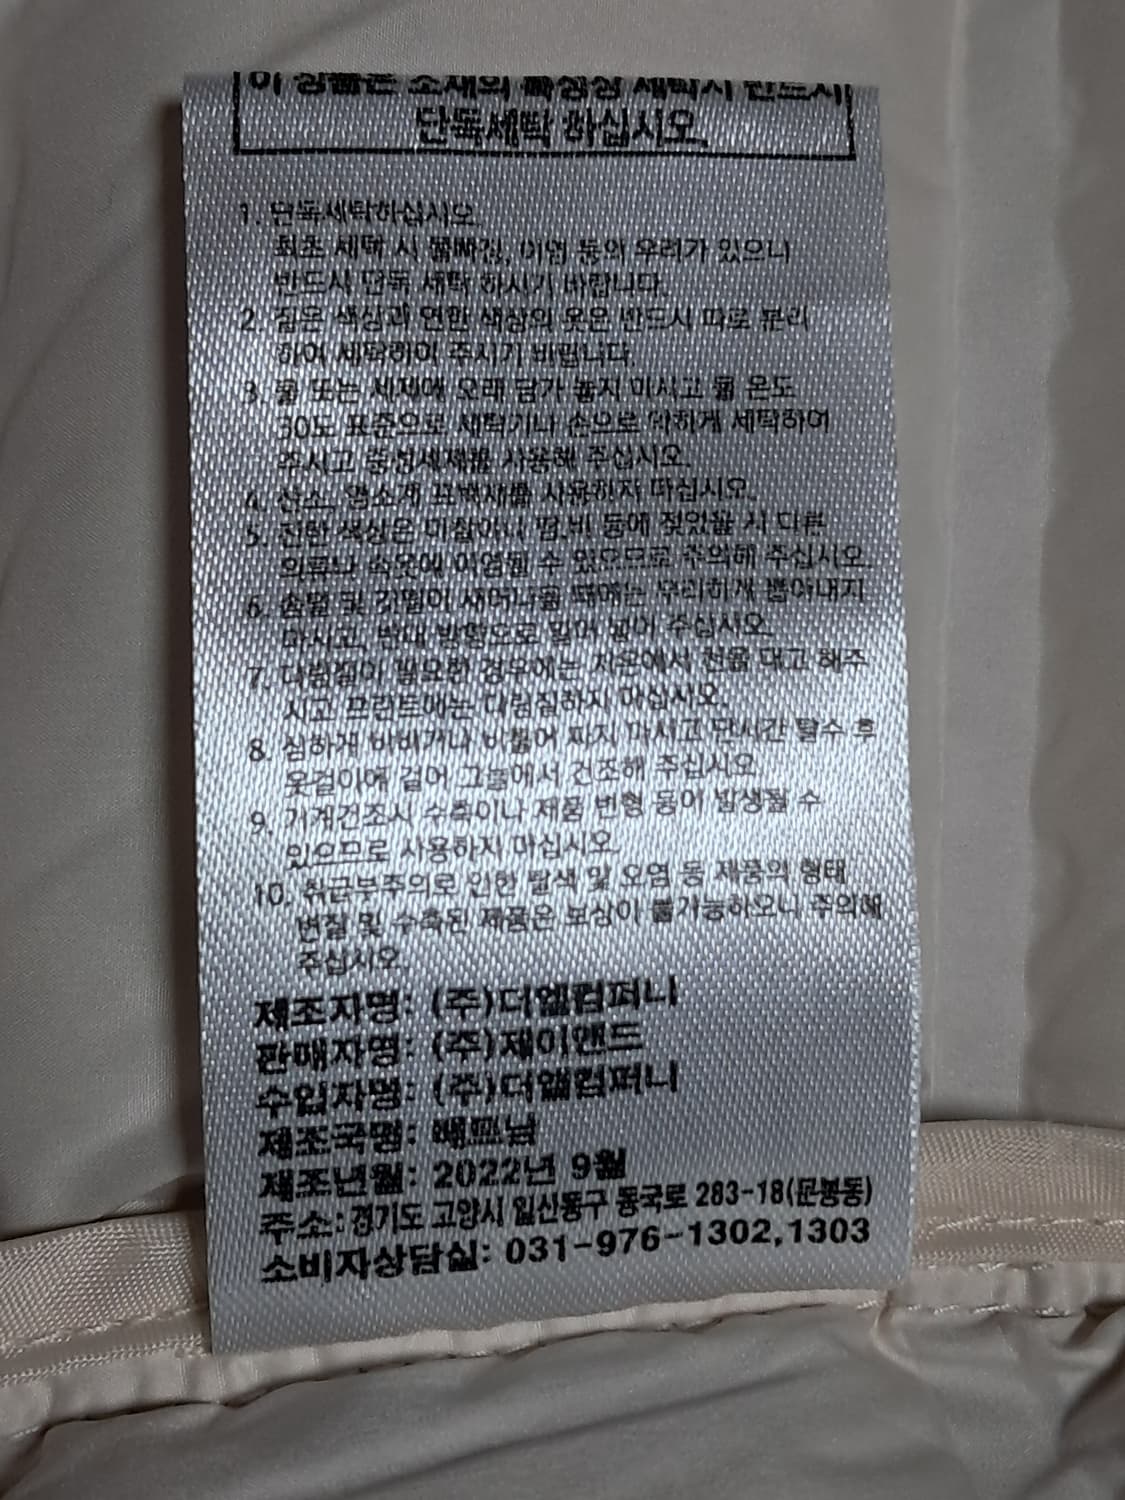 이 상품은 소재의 특성상 세탁시 반드시
단독세탁 하십시오.
1. 단독세탁하십시오.
최초 세탁 시 물빠짐, 이염 등의 우려가 있으니
반드시 단독 세탁 하시기 바랍니다.
2. 짙은 색상과 연한 색상의 옷은 반드시 따로 분리
하여 세탁하여 주시기 바랍니다.
3. 물 또는 세제에 오래 담가 놓지 마시고 물 온도
30도 표준으로 세탁기나 손으로 약하게 세탁하여
주시고 중성세제를 사용해 주십시오.
4. 산소, 염소계 표백제를 사용하지 마십시오.
5. 진한 색상은 마찰이나 땀,비 등에 젖었을 시 다른
의류나 속옷에 이염될 수 있으므로 주의해 주십시오.
6. 솜털 및 깃털이 새어나올 때에는 무리하게 뽑아내지
마시고, 반대 방향으로 밀어 넣어 주십시오.
7. 다림질이 필요한 경우에는 저온에서 천을 대고 해주
시고 프린트에는 다림질하지 마십시오.
8. 심하게 비비거나 비틀어 짜지 마시고 단시간 탈수 후
옷걸이에 걸어 그늘에서 건조해 주십시오.
9. 기계건조시 수축이나 제품 변형 등이 발생될 수
있으므로 사용하지 마십시오.
10. 취급부주의로 인한 탈색 및 오염 등 제품의 형태
변질 및 수축된 제품은 보상이 불가능하오니 주의해
주십시오.
제조자명: (주)더엘컴퍼니
판매자명: (주)제이앤드
수입자명: (주)더엘컴퍼니
제조국명: 베트남
제조년월: 2022년 9월
주소:경기도 고양시 일산동구 동국로 283-18(문봉동)
소비자상담실: 031-976-1302,1303